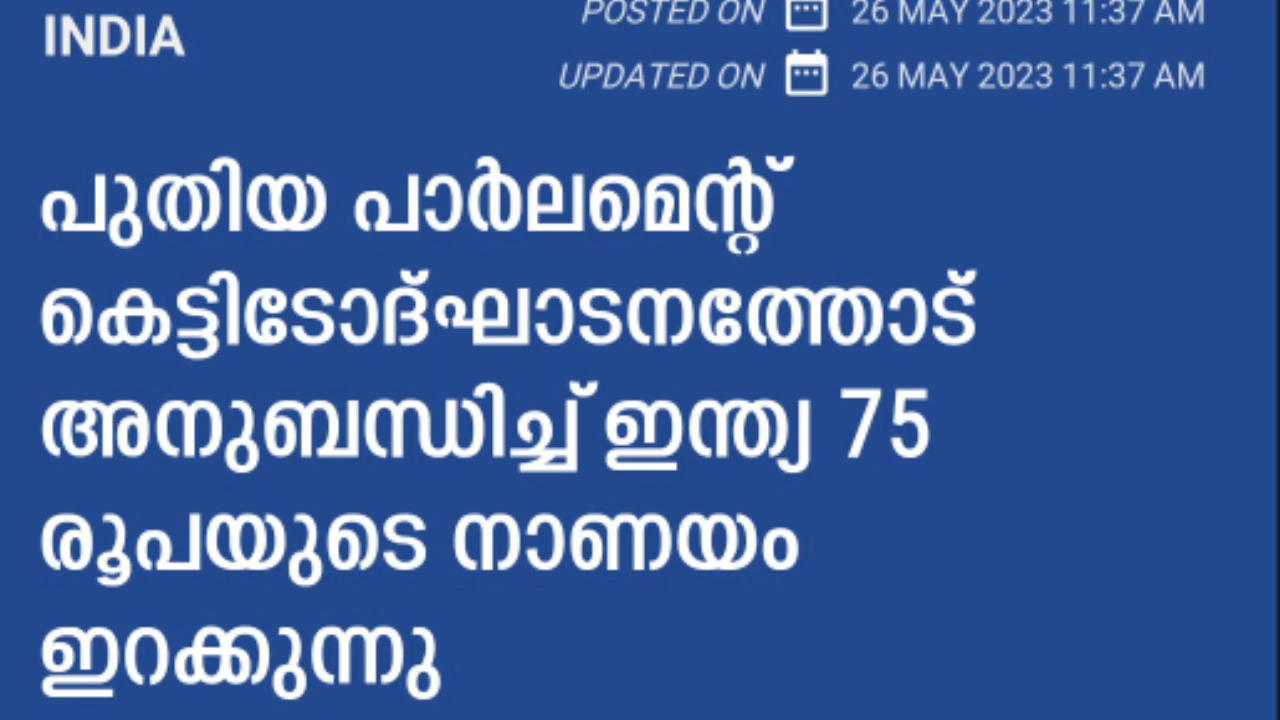 INDIA
POSTED ON 26 MAY 2023 11:37 AM
UPDATED ON 26 MAY 2023 11:37 AM
പുതിയ പാർലമെന്റ്
കെട്ടിടോദ്ഘാടനത്തോട്
അനുബന്ധിച്ച് ഇന്ത്യ 75
രൂപയുടെ നാണയം
ഇറക്കുന്നു